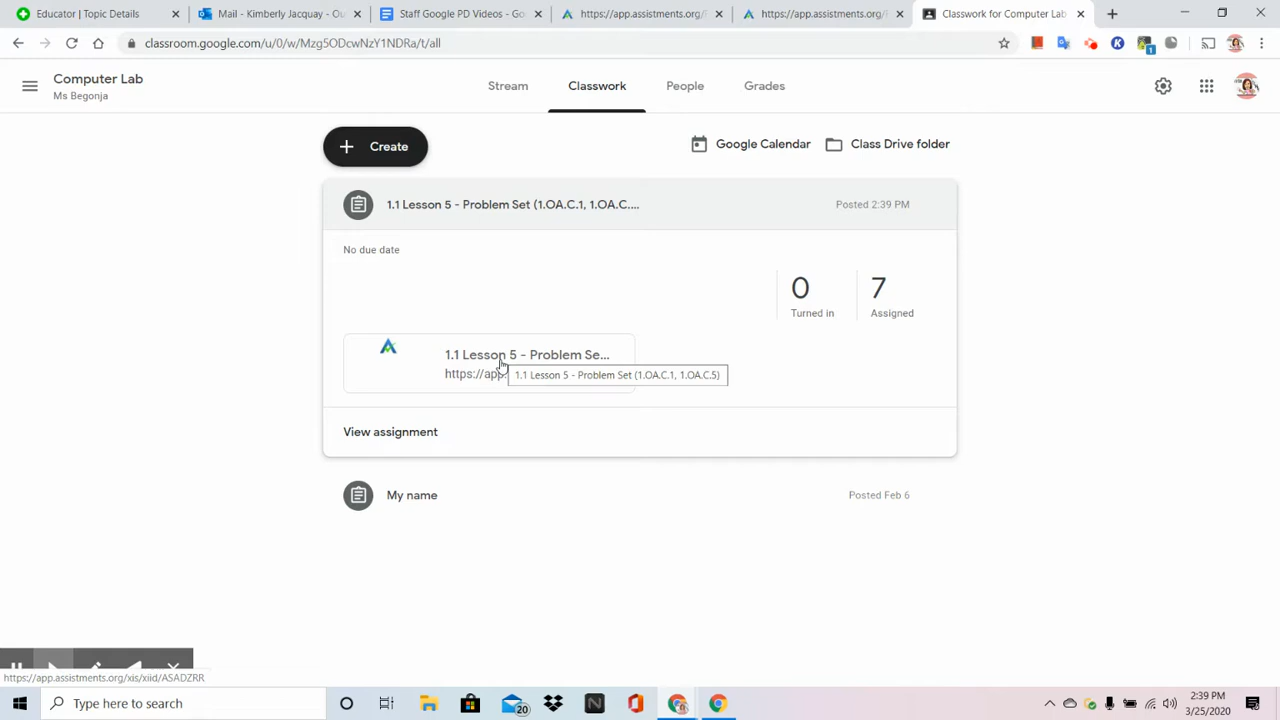 Educator | Topic Details
Mail - Kimberly Jacquay - Ou
Staff Google PD Videos - Go
https://app.assistments.org/
https://app.assistments.org/
Classwork for Computer Lab
classroom.google.com/u/0/w/Mzg5ODcwNzY1NDRa/t/all
Computer Lab
Ms Begonja
Stream
Classwork
People
Grades
Create
Google Calendar
Class Drive folder
1.1 Lesson 5 - Problem Set (1.OA.C.1, 1.OA.C....
Posted 2:39 PM
No due date
0
Turned in
7
Assigned
1.1 Lesson 5 - Problem Se...
https://app.
1.1 Lesson 5 - Problem Set (1.OA.C.1, 1.OA.C.5)
View assignment
My name
Posted Feb 6
https://app.assistments.org/xis/xiid/ASADZRR
Type here to search
20
2:39 PM
3/25/2020